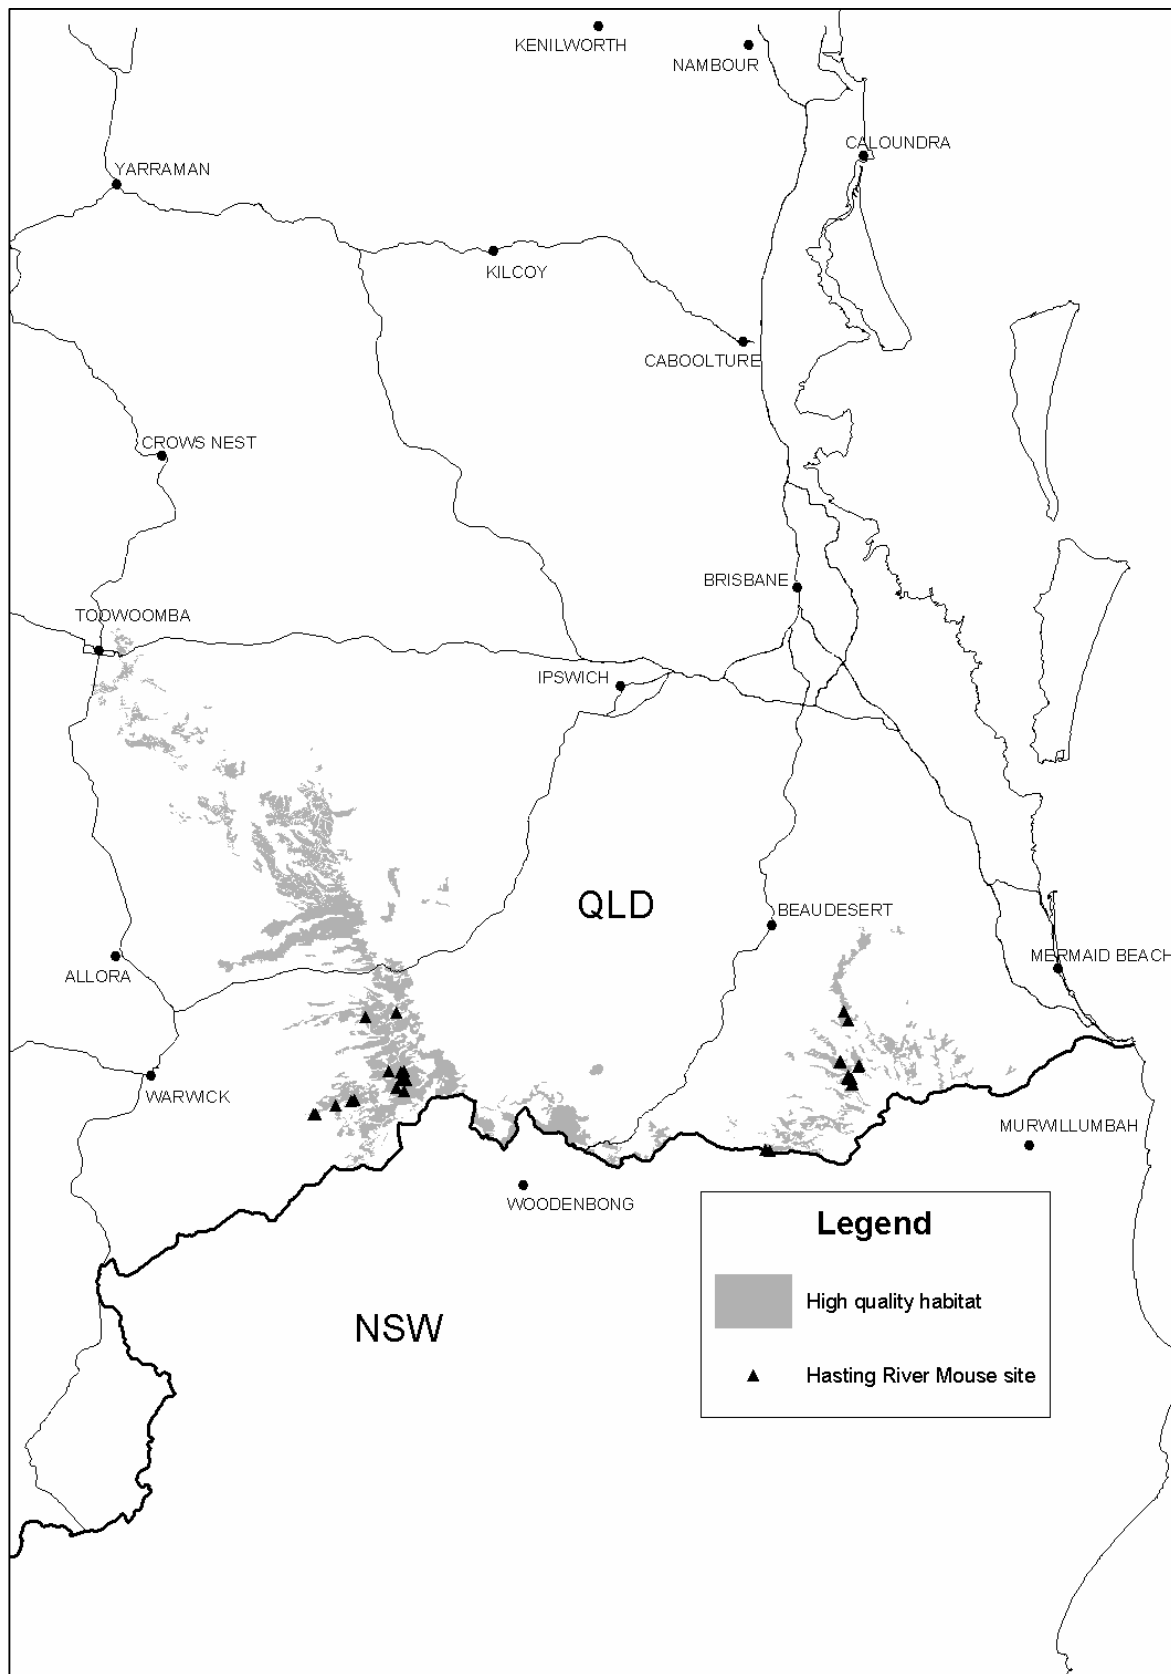 KENILWORTH
NAMBOUR
CALOUNDRA
YARRAMAN
KILCOY
CABOOLTURE
CROWS NEST
BRISBANE
TOOWOOMBA
IPSWICH
QLD
BEAUDESERT
MERMAID BEACH
ALLORA
WARWICK
MURWILLUMBAH
WOODENBONG
Legend
High quality habitat
NSW
Hasting River Mouse site